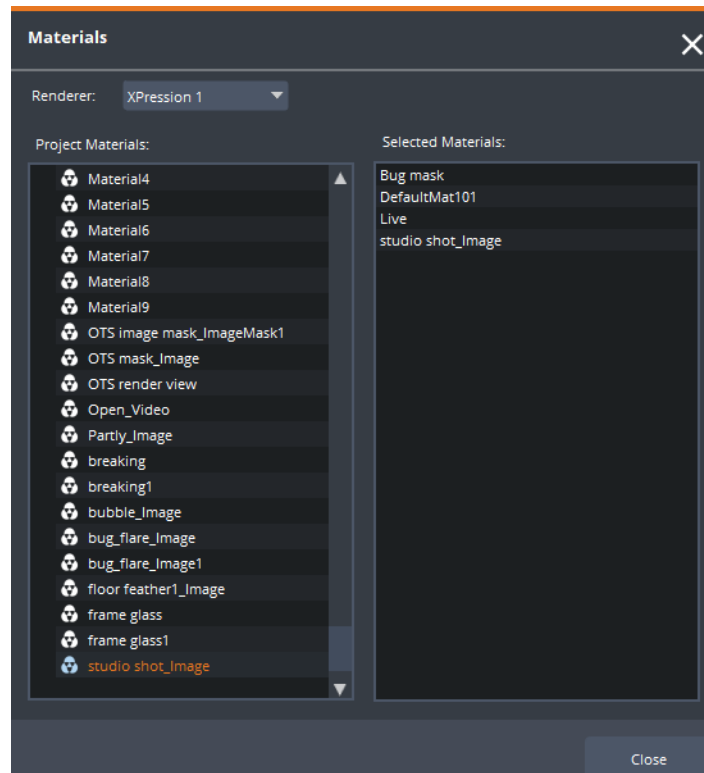 Materials
Renderer: XPression 1
Project Materials:
Material4
Material5
Material6
Material7
Material8
Material9
OTS image mask_ImageMask1
OTS mask_Image
OTS render view
Open_Video
Partly_Image
breaking
breaking1
bubble_Image
bug_flare_Image
bug_flare_Image1
floor feather1_Image
frame glass
frame glass1
studio shot_Image
Selected Materials:
Bug mask
DefaultMat101
Live
studio shot_Image
Close